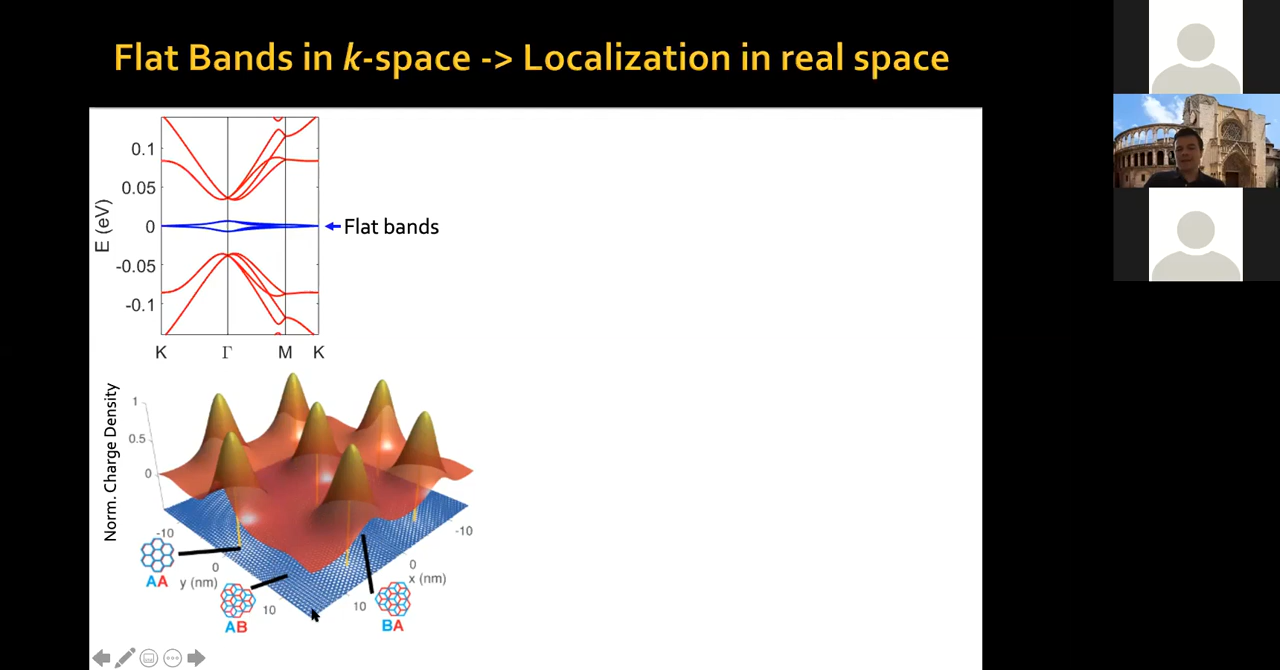 Flat Bands in k-space -> Localization in real space
0.1
0.05
0
-0.05
-0.1
E (eV)
Flat bands
K Γ M K
Norm. Charge Density
1
0.5
0
-10
0
10
y (nm)
-10
0
10
x (nm)
AA
AB
BA